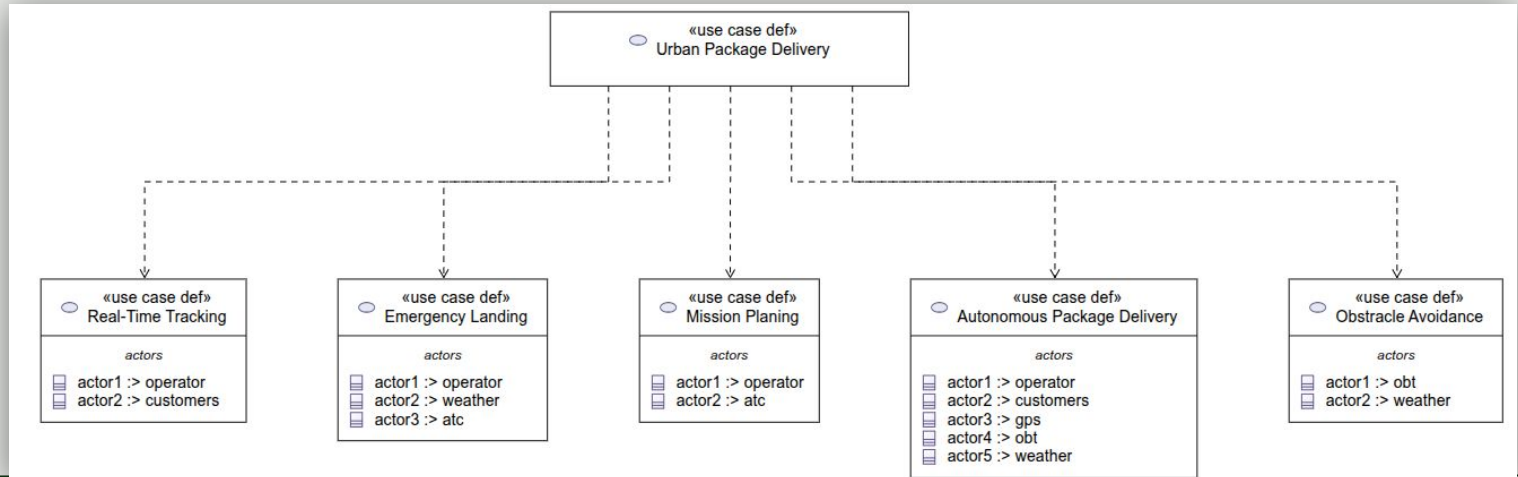 «use case def»
Urban Package Delivery
«use case def»
Real-Time Tracking
actors
actor1 :> operator
actor2 :> customers
«use case def»
Emergency Landing
actors
actor1 :> operator
actor2 :> weather
actor3 :> atc
«use case def»
Mission Planing
actors
actor1 :> operator
actor2 :> atc
«use case def»
Autonomous Package Delivery
actors
actor1 :> operator
actor2 :> customers
actor3 :> gps
actor4 :> obt
actor5 :> weather
«use case def»
Obstracle Avoidance
actors
actor1 :> obt
actor2 :> weather